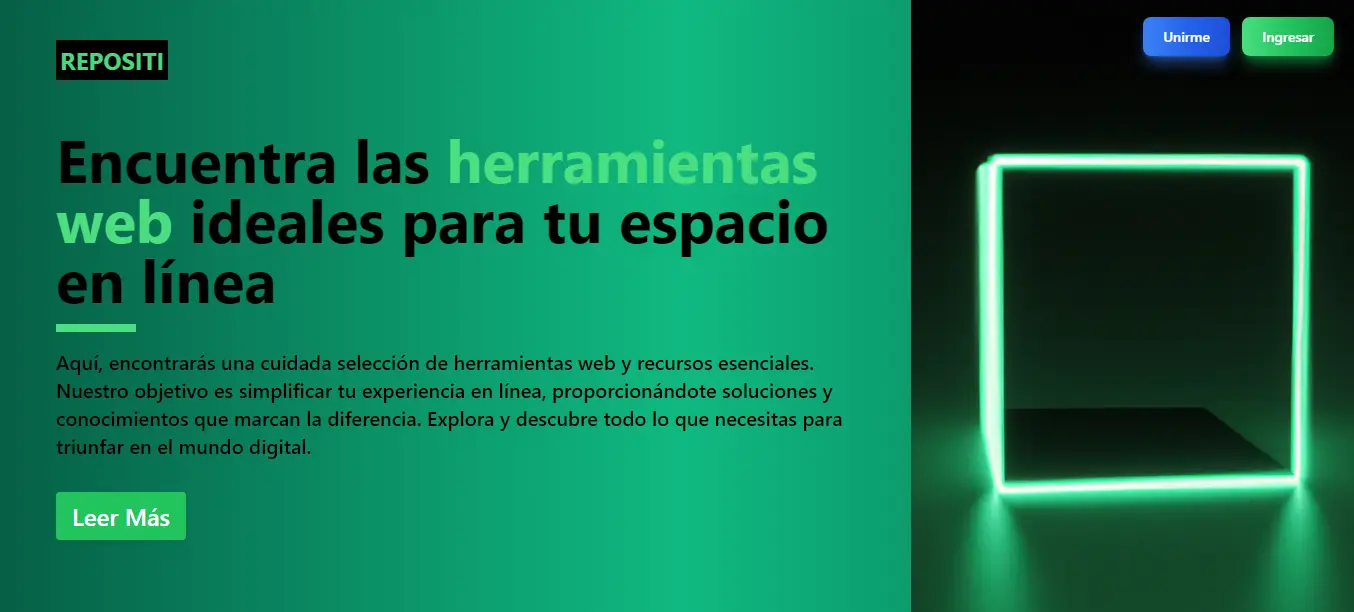 REPOSITI
Unirme
Ingresar
Encuentra las herramientas
web ideales para tu espacio
en línea
Aquí, encontrarás una cuidada selección de herramientas web y recursos esenciales.
Nuestro objetivo es simplificar tu experiencia en línea, proporcionándote soluciones y
conocimientos que marcan la diferencia. Explora y descubre todo lo que necesitas para
triunfar en el mundo digital.
Leer Más